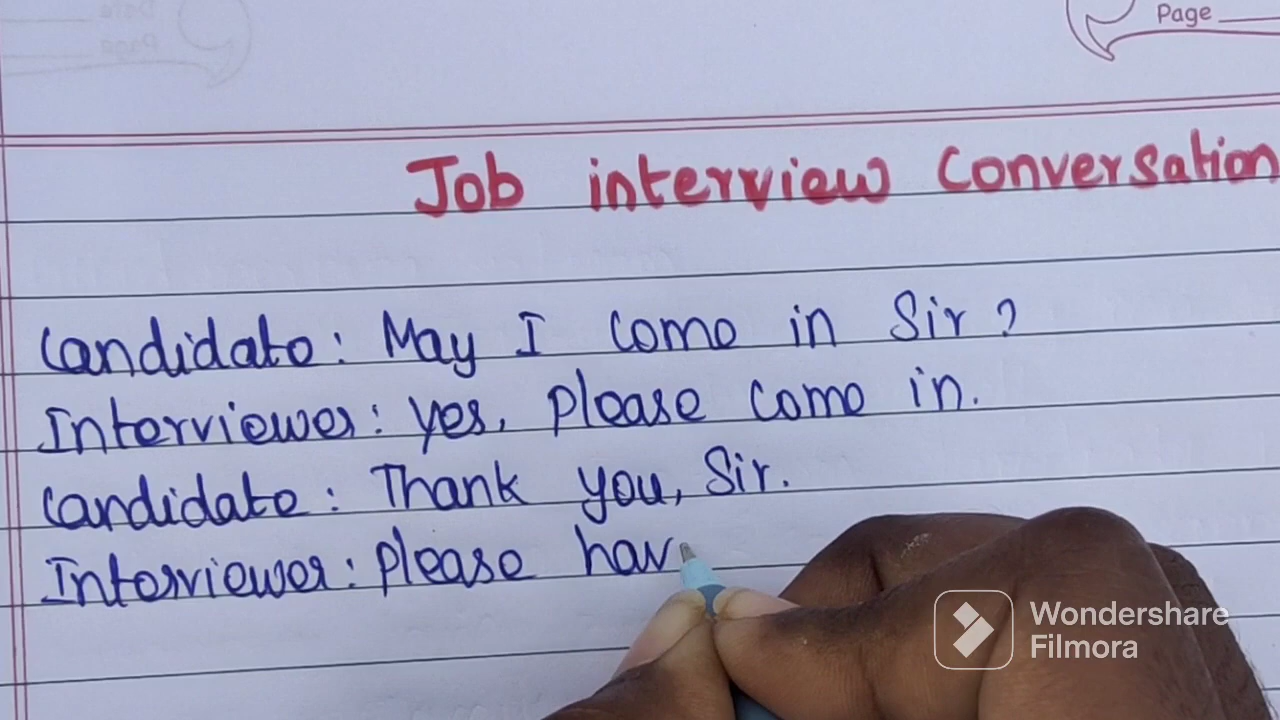 Page
Job interview Conversation
Candidate: May I come in Sir?
Interviewer: Yes, Please come in.
Candidate: Thank you, Sir.
Interviewer: Please hav
Wondershare
Filmora